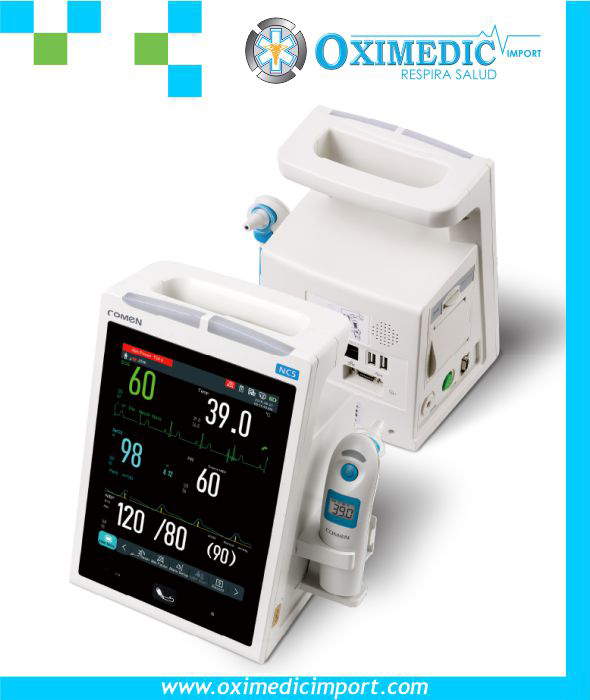 OXIMEDIC
IMPORT
RESPIRA SALUD
COMEN
NC5
60
39.0
98
60
120 /80 (90)
39.0
COMEN
www.oximedicimport.com